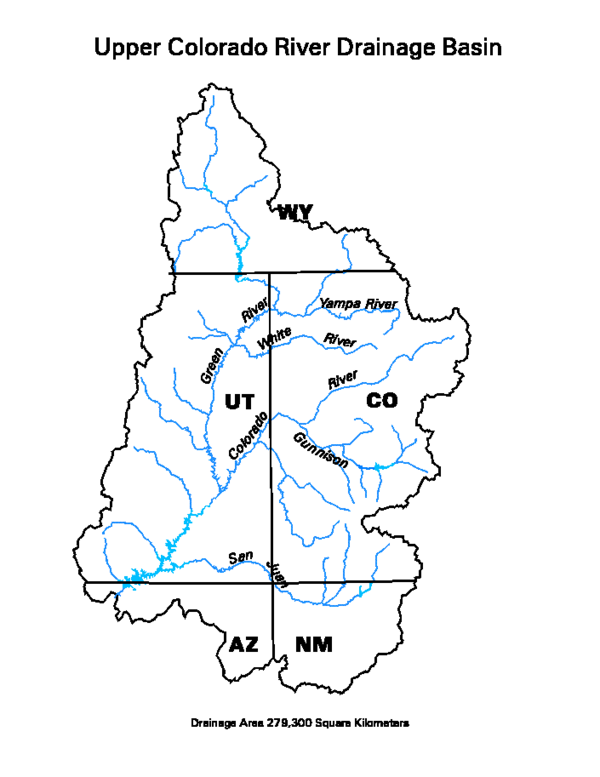 Upper Colorado River Drainage Basin
WY
Yampa River
Green River
White River
Colorado River
UT
CO
Gunnison
San Juan
AZ
NM
Drainage Area 279,300 Square Kilometers